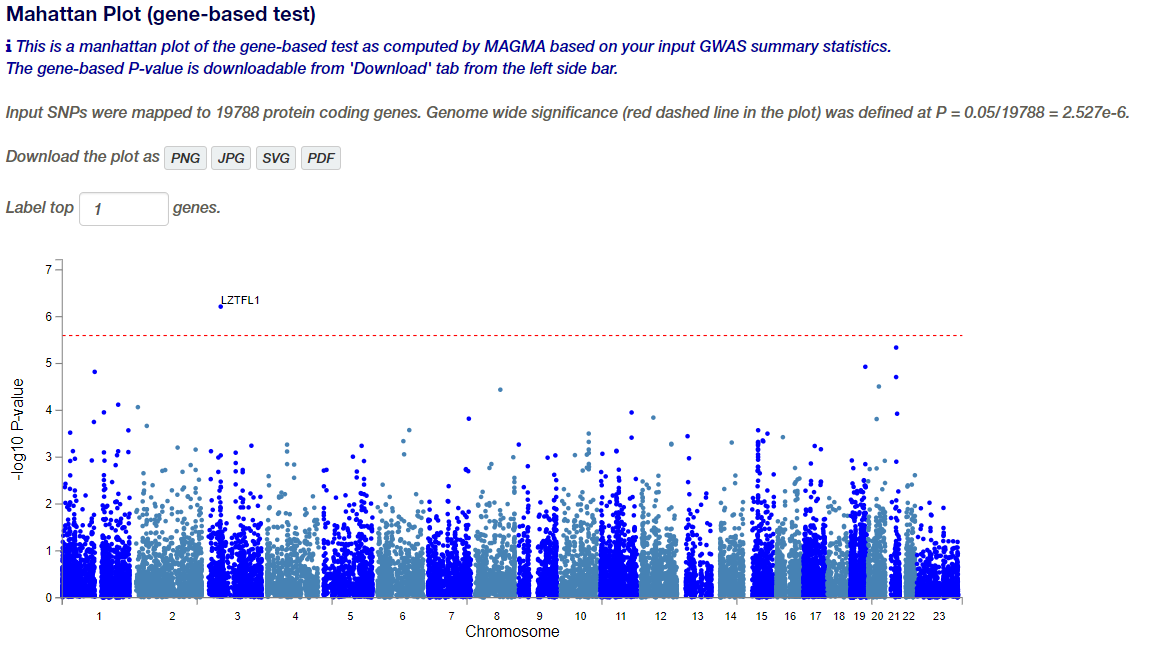 Mahattan Plot (gene-based test)
i This is a manhattan plot of the gene-based test as computed by MAGMA based on your input GWAS summary statistics.
The gene-based P-value is downloadable from 'Download' tab from the left side bar.
Input SNPs were mapped to 19788 protein coding genes. Genome wide significance (red dashed line in the plot) was defined at P = 0.05/19788 = 2.527e-6.
Download the plot as PNG JPG SVG PDF
Label top 1 genes.
7
LZTFL1
6
5
4
3
2
1
0
-log10 P-value
1 2 3 4 5 6 7 8 9 10 11 12 13 14 15 16 17 18 19 20 21 22 23
Chromosome